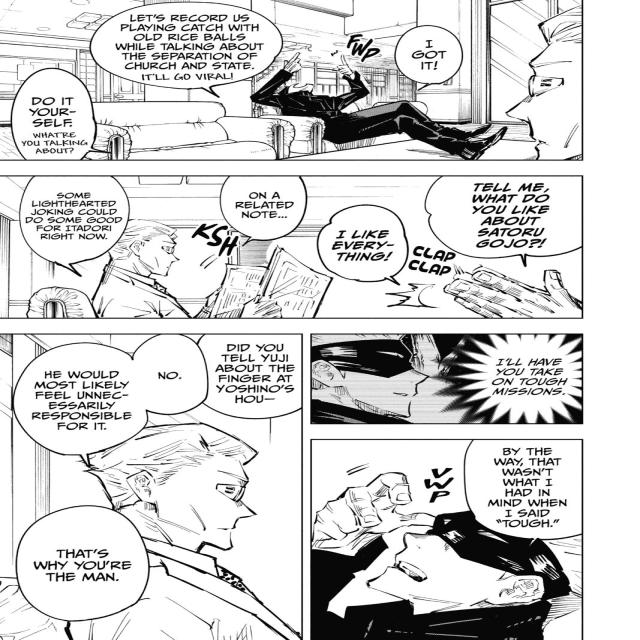 I
GOT
IT!
FWP
LET'S RECORD US
PLAYING CATCH WITH
OLD RICE BALLS
WHILE TALKING ABOUT
THE SEPARATION OF
CHURCH AND STATE.
IT'LL GO VIRAL!
DO IT
YOUR-
SELF.
WHAT'RE
YOU TALKING
ABOUT?
TELL ME,
WHAT DO
YOU LIKE
ABOUT
SATORU
GOJO?!
CLAP
CLAP
I LIKE
EVERY-
THING!
ON A
RELATED
NOTE...
KSH
SOME
LIGHTHEARTED
JOKING COULD
DO SOME GOOD
FOR ITADORI
RIGHT NOW.
I'LL HAVE
YOU TAKE
ON TOUGH
MISSIONS.
BY THE
WAY, THAT
WASN'T
WHAT I
HAD IN
MIND WHEN
I SAID
"TOUGH."
VWP
DID YOU
TELL YUJI
ABOUT THE
FINGER AT
YOSHINO'S
HOU—
NO.
HE WOULD
MOST LIKELY
FEEL UNNEC-
ESSARILY
RESPONSIBLE
FOR IT.
THAT'S
WHY YOU'RE
THE MAN.